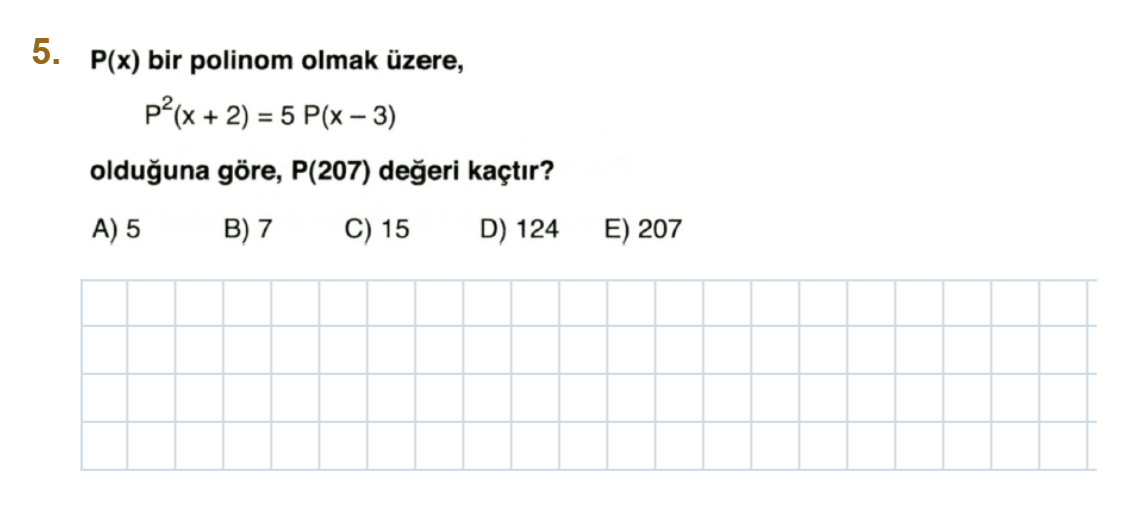 5. P(x) bir polinom olmak üzere,
P²(x + 2) = 5 P(x – 3)
olduğuna göre, P(207) değeri kaçtır?
A) 5 B) 7 C) 15 D) 124 E) 207